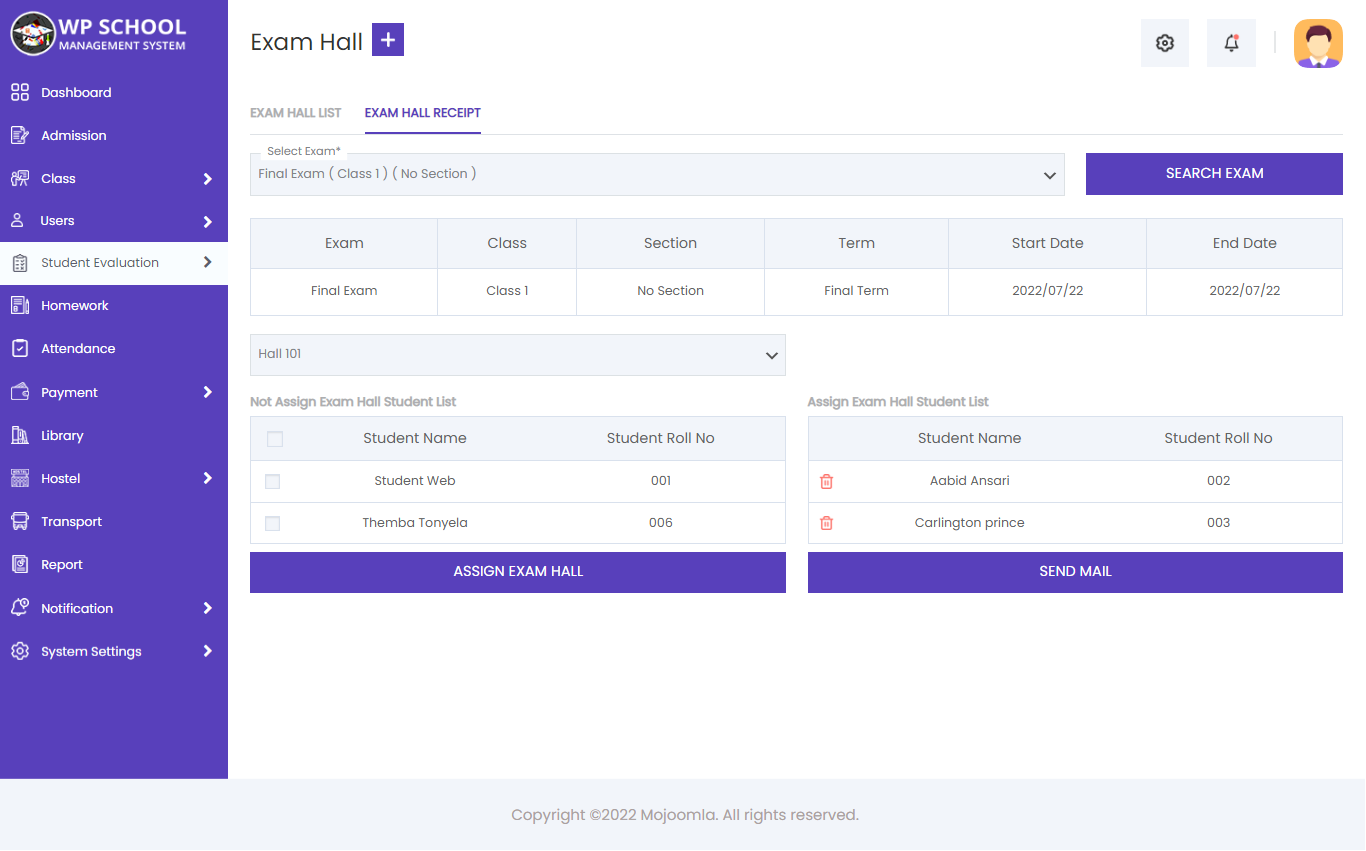 WP SCHOOL
MANAGEMENT SYSTEM
Dashboard
Admission
Class
Users
Student Evaluation
Homework
Attendance
Payment
Library
Hostel
Transport
Report
Notification
System Settings
Exam Hall
EXAM HALL LIST EXAM HALL RECEIPT
Select Exam*
Final Exam ( Class 1 ) ( No Section )
SEARCH EXAM
Exam Class Section Term Start Date End Date
Final Exam Class 1 No Section Final Term 2022/07/22 2022/07/22
Hall 101
Not Assign Exam Hall Student List
Student Name Student Roll No
Student Web 001
Themba Tonyela 006
ASSIGN EXAM HALL
Assign Exam Hall Student List
Student Name Student Roll No
Aabid Ansari 002
Carlington prince 003
SEND MAIL
Copyright ©2022 Mojoomla. All rights reserved.